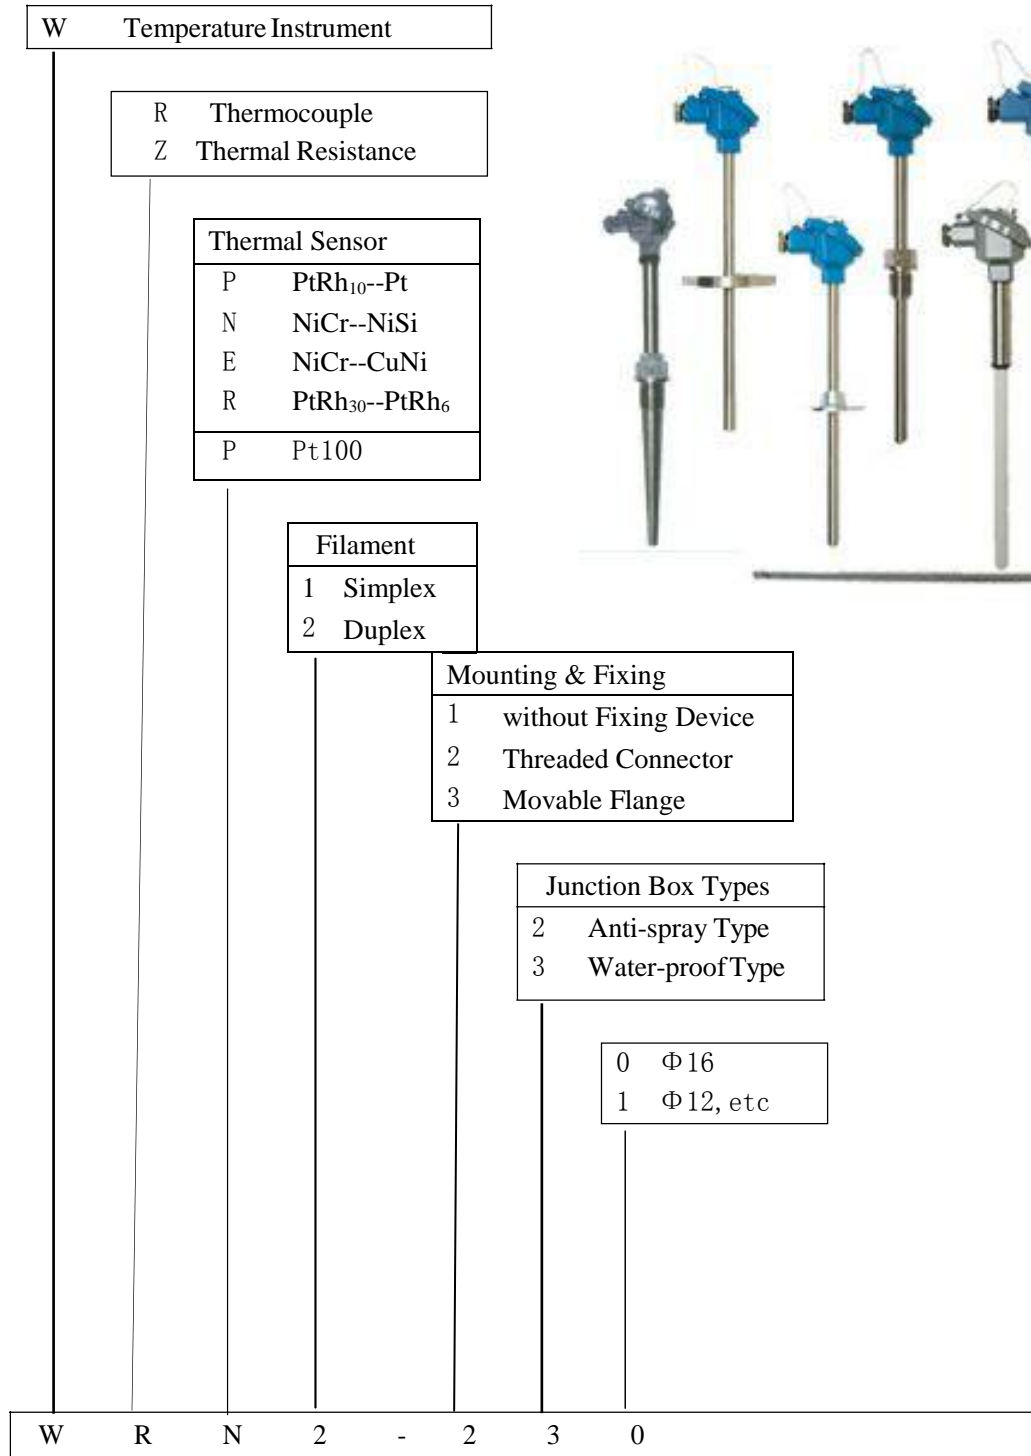 W Temperature Instrument
R Thermocouple
Z Thermal Resistance
Thermal Sensor
P PtRh₁₀--Pt
N NiCr--NiSi
E NiCr--CuNi
R PtRh₃₀--PtRh₆
P Pt100
Filament
1 Simplex
2 Duplex
Mounting & Fixing
1 without Fixing Device
2 Threaded Connector
3 Movable Flange
Junction Box Types
2 Anti-spray Type
3 Water-proof Type
0 Φ16
1 Φ12, etc
W R N 2 - 2 3 0